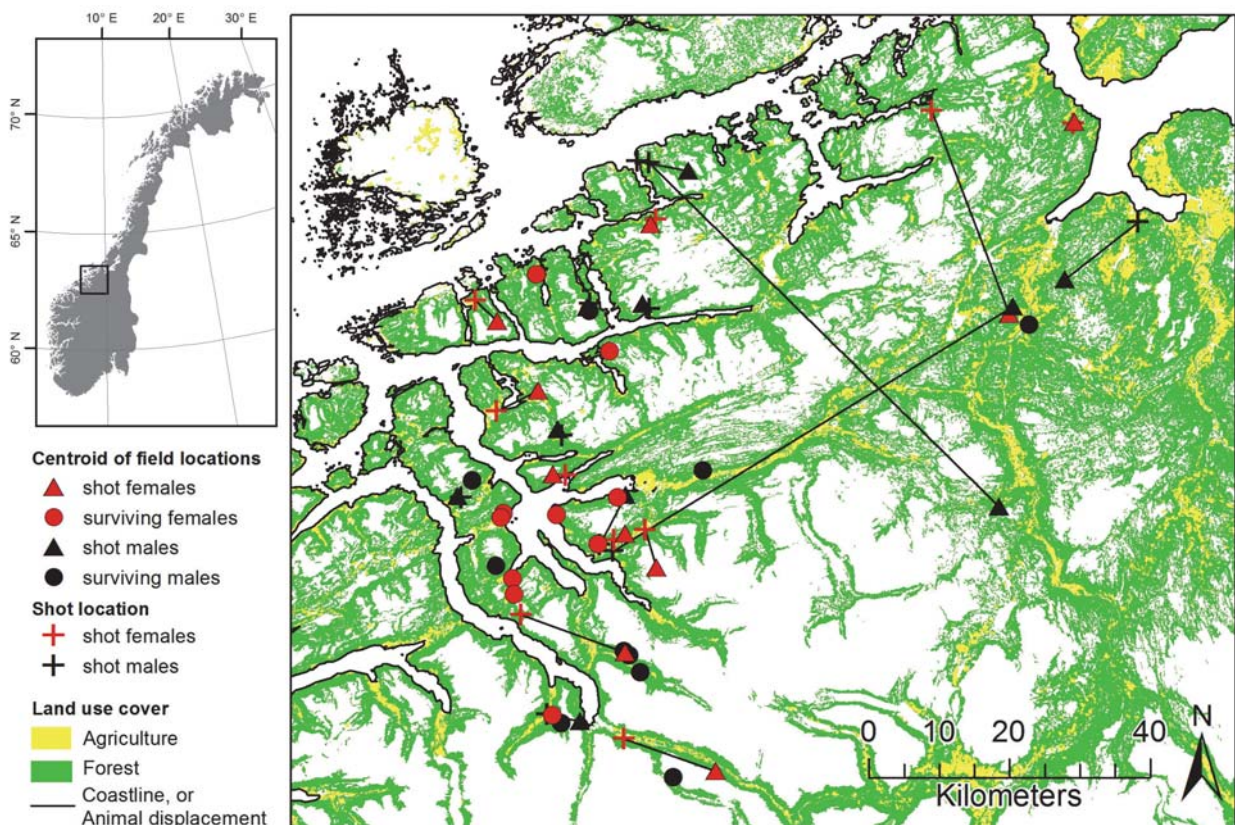 10° E 20° E 30° E
70° N
65° N
60° N
Centroid of field locations
shot females
surviving females
shot males
surviving males
Shot location
shot females
shot males
Land use cover
Agriculture
Forest
Coastline, or
Animal displacement
0 10 20 40
Kilometers
N